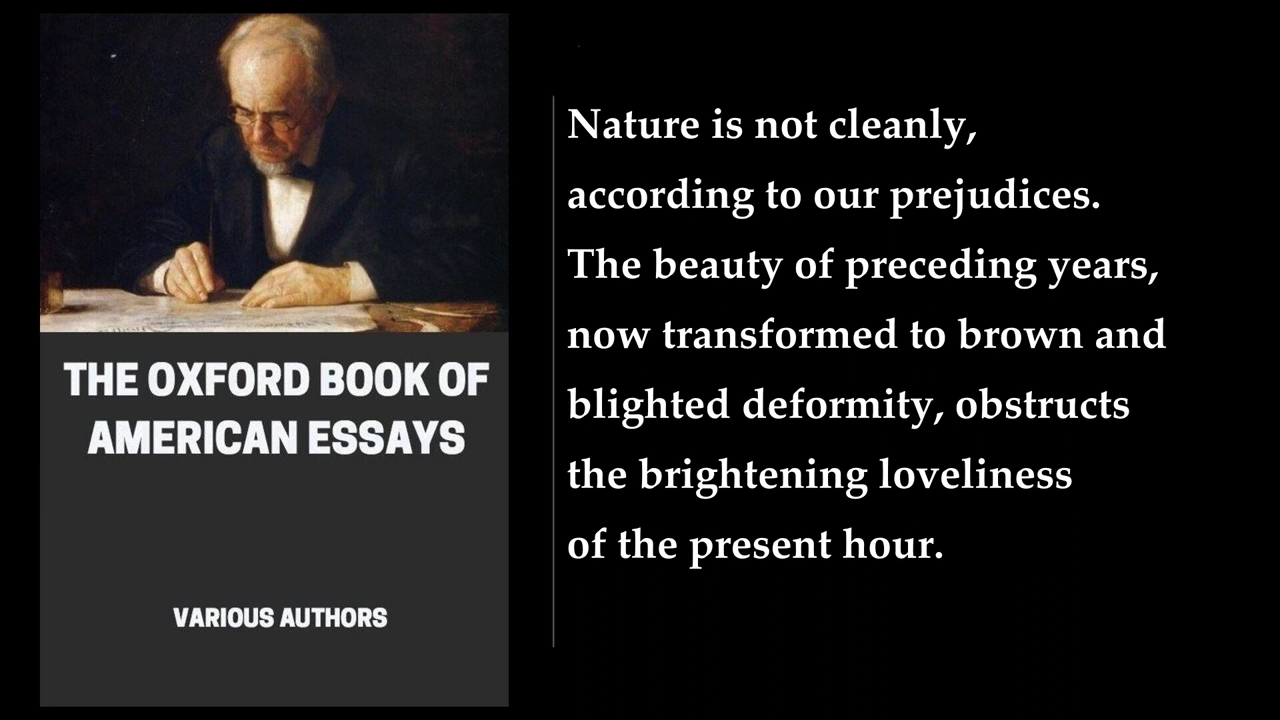 THE OXFORD BOOK OF
AMERICAN ESSAYS
VARIOUS AUTHORS
Nature is not cleanly,
according to our prejudices.
The beauty of preceding years,
now transformed to brown and
blighted deformity, obstructs
the brightening loveliness
of the present hour.